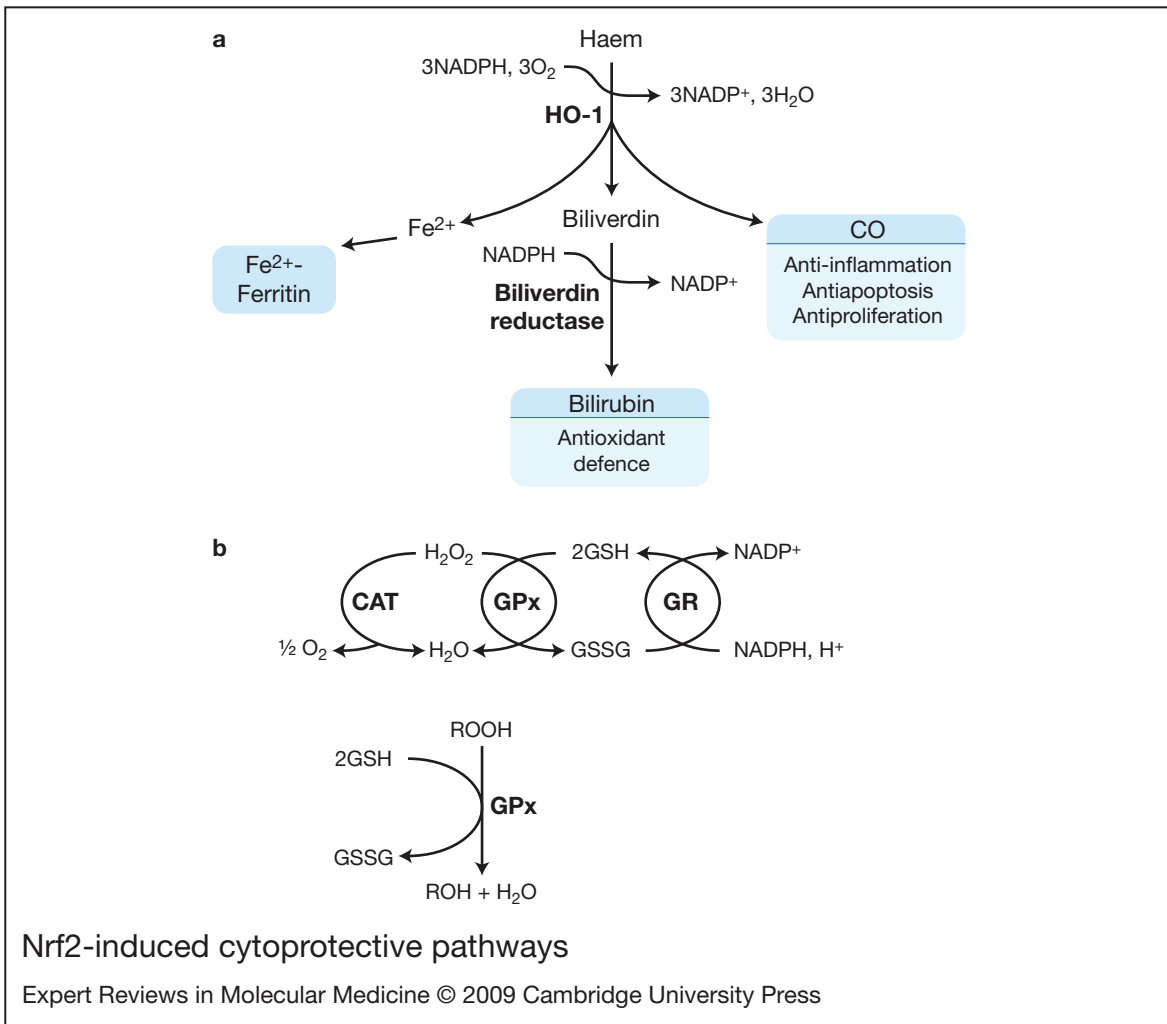 a
Haem
3NADPH, 3O₂
3NADP⁺, 3H₂O
HO-1
Fe²⁺
Biliverdin
CO
Anti-inflammation
Antiapoptosis
Antiproliferation
Fe²⁺-
Ferritin
NADPH
NADP⁺
Biliverdin
reductase
Bilirubin
Antioxidant
defence
b
H₂O₂
2GSH
NADP⁺
CAT
GPx
GR
½ O₂
H₂O
GSSG
NADPH, H⁺
ROOH
2GSH
GPx
GSSG
ROH + H₂O
Nrf2-induced cytoprotective pathways
Expert Reviews in Molecular Medicine © 2009 Cambridge University Press